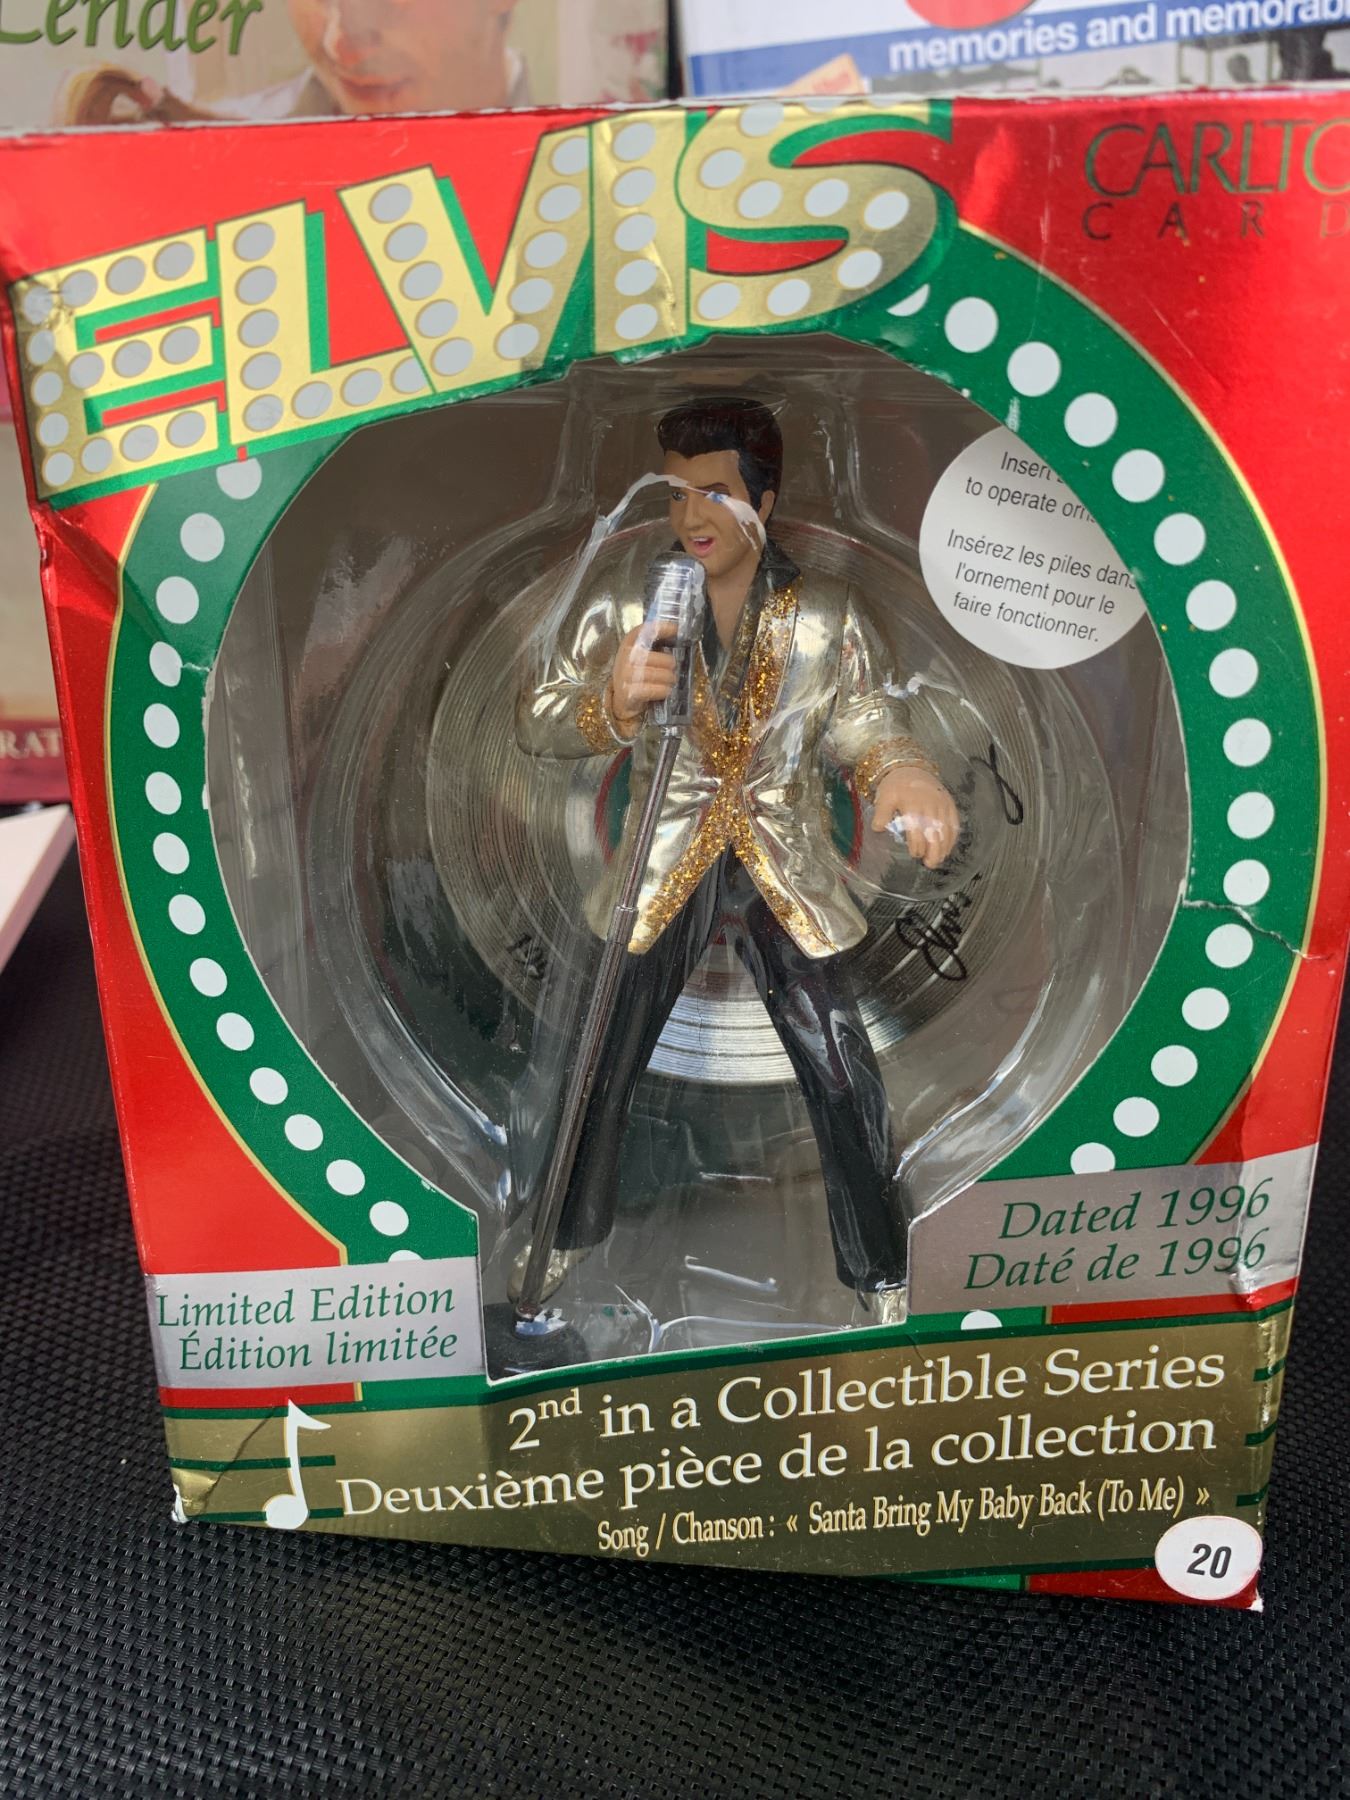 Lender
memories and
ELVIS
CARLTO
CARD
Insert
to operate
Insérez les piles dans
l'ornement pour le
faire fonctionner.
Elvis
Dated 1996
Daté de 1996
Limited Edition
Édition limitée
2nd in a Collectible Series
Deuxième pièce de la collection
Song / Chanson : « Santa Bring My Baby Back (To Me) »
20